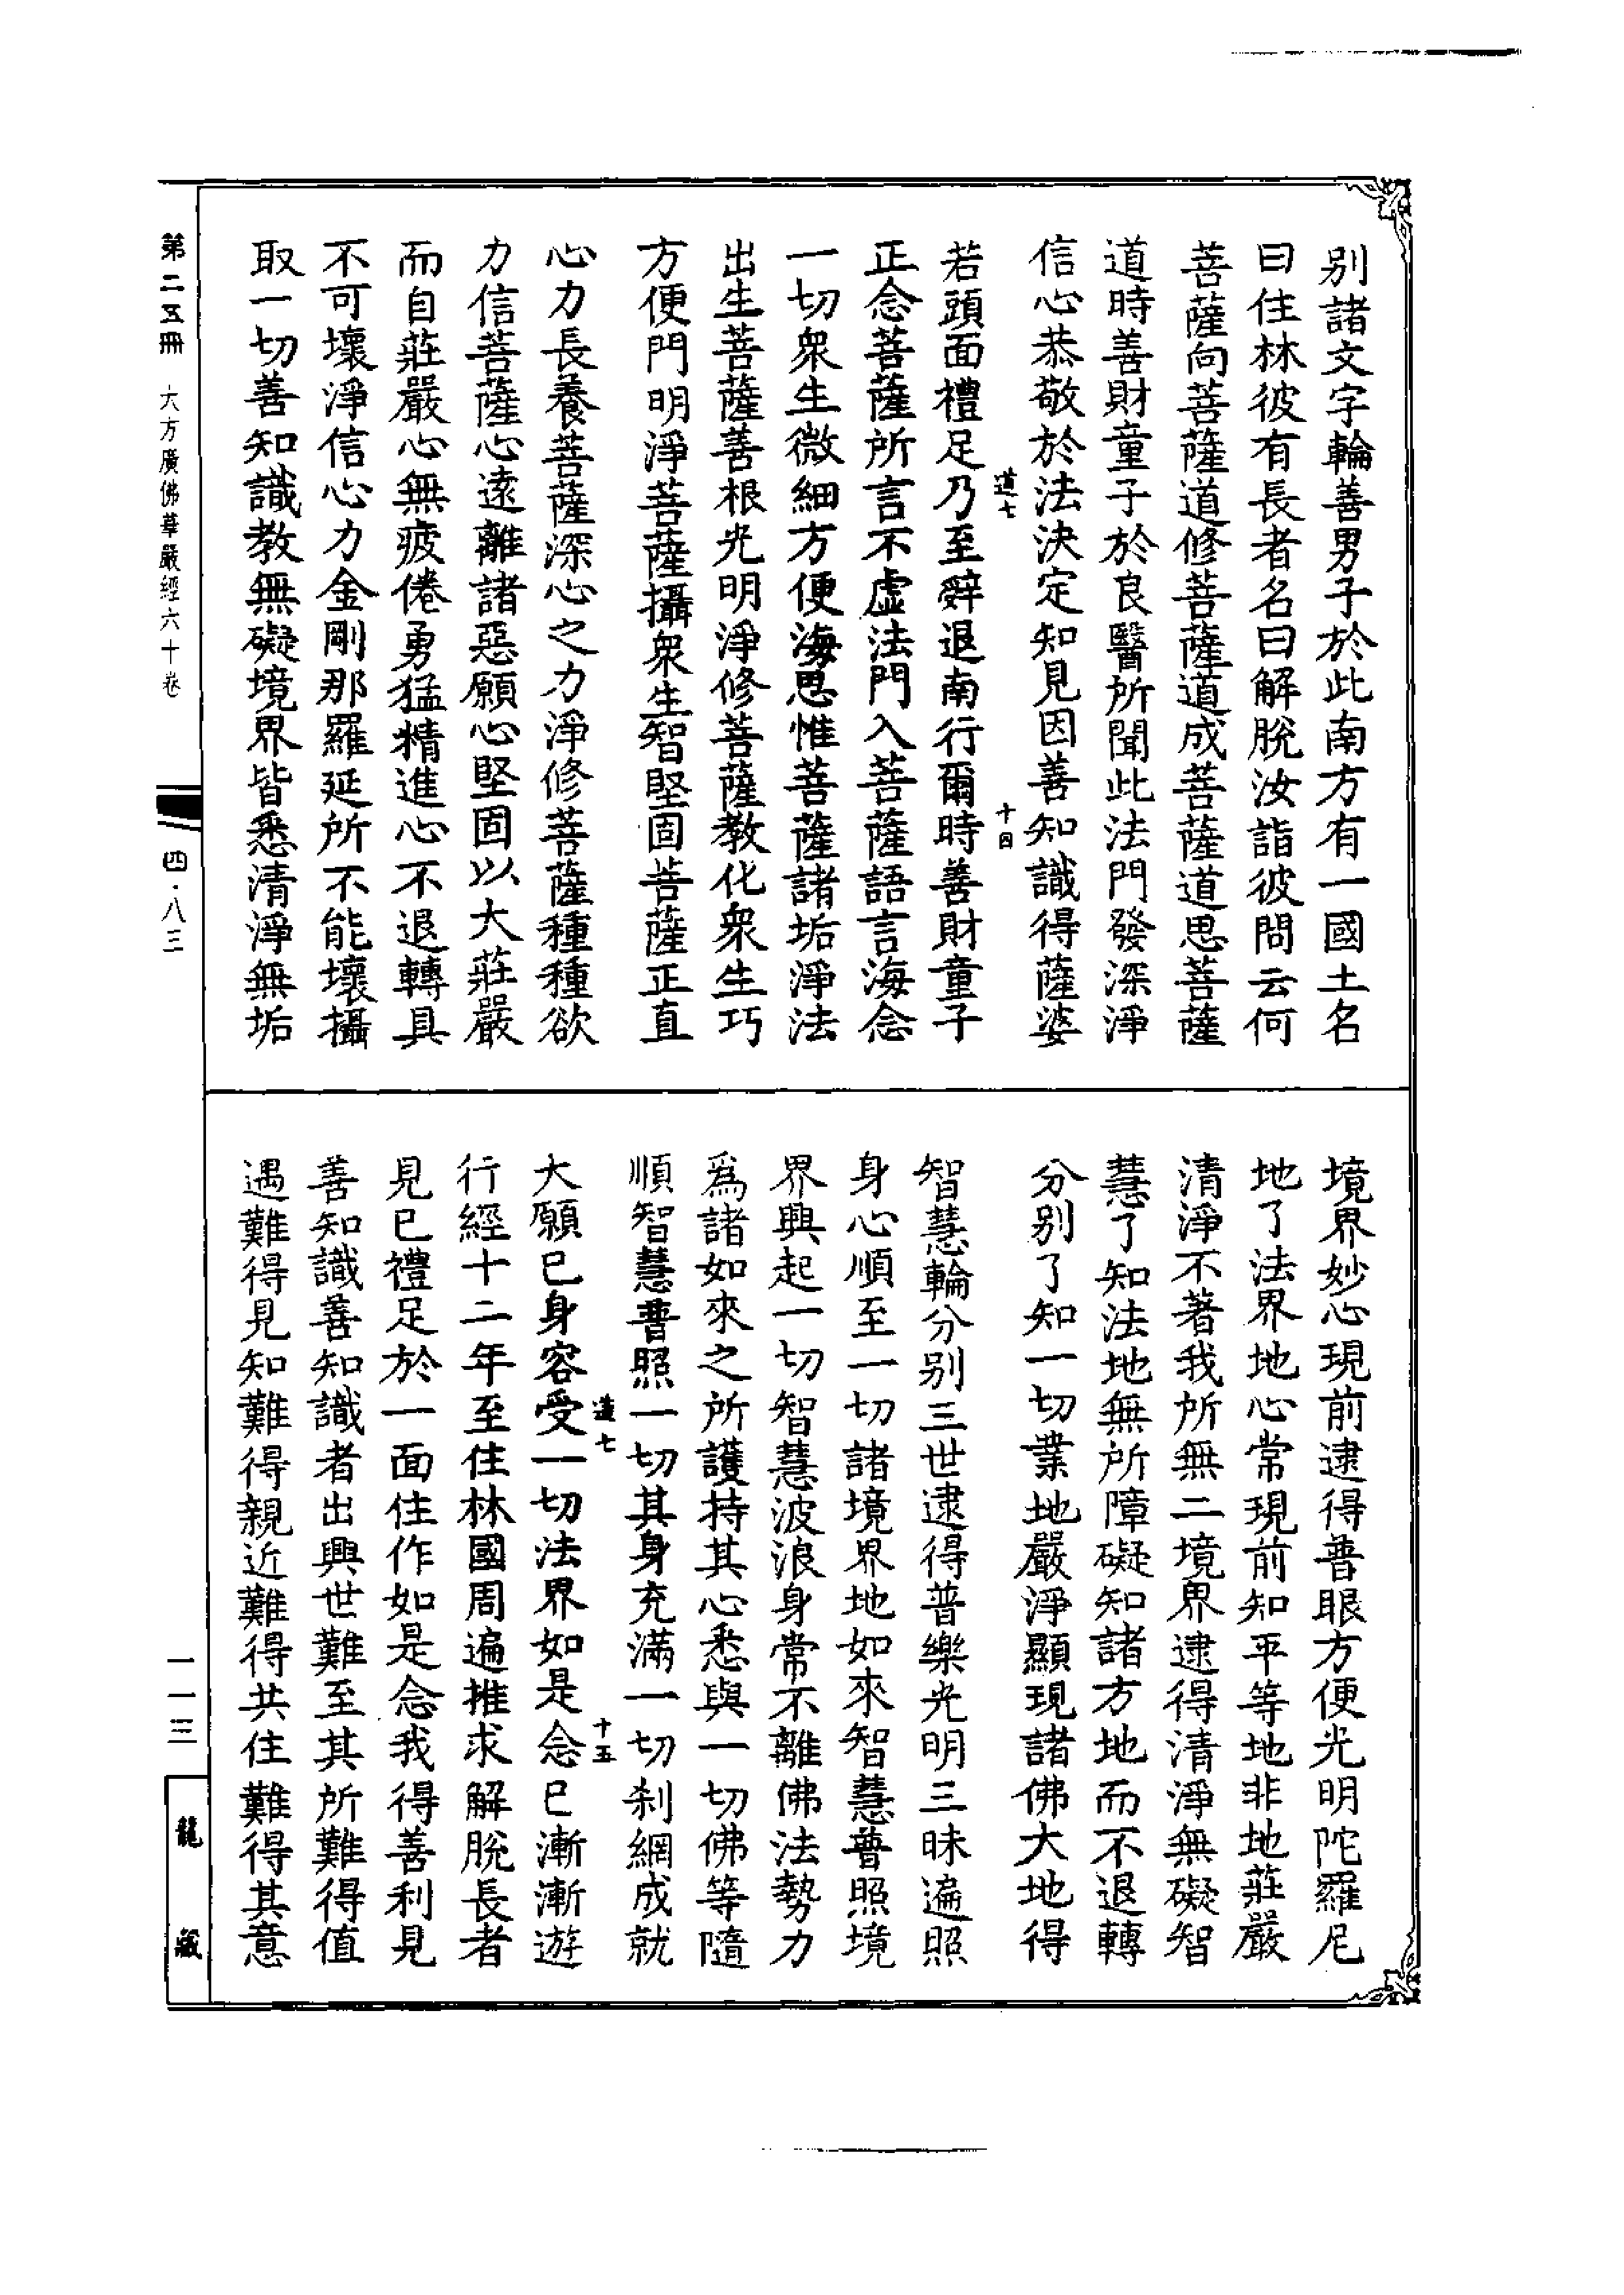 別諸文字輪善男子於此南方有一國土名
曰住林彼有長者名曰解脫汝詣彼問云何
菩薩向菩薩道修菩薩道成菩薩道思菩薩
道時善財童子於良醫所聞此法門發深淨
信心恭敬於法決定知見因善知識得薩婆
道七
十四
若頭面禮足乃至辭退南行爾時善財童子
正念菩薩所言不虛法門入菩薩語言海念
一切衆生微細方便海思惟菩薩諸垢淨法
出生菩薩善根光明淨修菩薩教化衆生巧
方便門明淨菩薩攝衆生智堅固菩薩正直
心力長養菩薩深心之力淨修菩薩種種欲
力信菩薩心遠離諸惡願心堅固以大莊嚴
而自莊嚴心無疲倦勇猛精進心不退轉具
不可壞淨信心力金剛那羅延所不能壞攝
取一切善知識教無礙境界皆悉清淨無垢
境界妙心現前逮得普眼方便光明陀羅尼
地了法界地心常現前知平等地非地莊嚴
清淨不著我所無二境界逮得清淨無礙智
慧了知法地無所障礙知諸方地而不退轉
分別了知一切業地嚴淨顯現諸佛大地得
智慧輪分別三世逮得普樂光明三昧遍照
身心順至一切諸境界地如來智慧普照境
界興起一切智慧波浪身常不離佛法勢力
爲諸如來之所護持其心悉與一切佛等隨
順智慧普照一切其身充滿一切刹網成就
道七
十五
大願已身容受一切法界如是念已漸漸遊
行經十二年至住林國周遍推求解脫長者
見已禮足於一面住作如是念我得善利見
善知識善知識者出興世難至其所難得值
遇難得見知難得親近難得共住難得其意
第二五冊 大方廣佛華嚴經六十卷
四·八三
一一三
龍藏